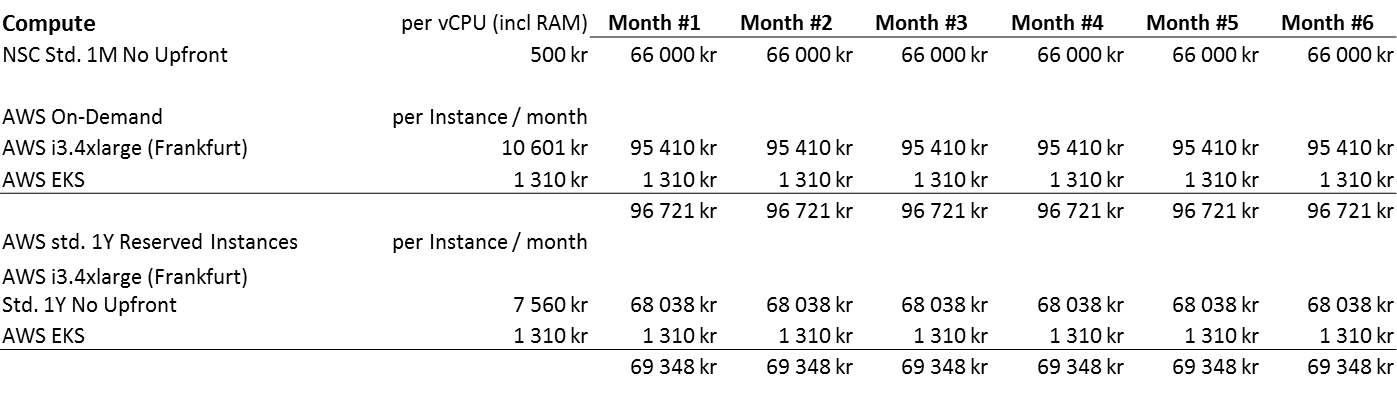 Compute per vCPU (incl RAM) Month #1 Month #2 Month #3 Month #4 Month #5 Month #6
NSC Std. 1M No Upfront 500 kr 66 000 kr 66 000 kr 66 000 kr 66 000 kr 66 000 kr 66 000 kr
AWS On-Demand per Instance / month
AWS i3.4xlarge (Frankfurt) 10 601 kr 95 410 kr 95 410 kr 95 410 kr 95 410 kr 95 410 kr 95 410 kr
AWS EKS 1 310 kr 1 310 kr 1 310 kr 1 310 kr 1 310 kr 1 310 kr 1 310 kr
96 721 kr 96 721 kr 96 721 kr 96 721 kr 96 721 kr 96 721 kr
AWS std. 1Y Reserved Instances per Instance / month
AWS i3.4xlarge (Frankfurt)
Std. 1Y No Upfront 7 560 kr 68 038 kr 68 038 kr 68 038 kr 68 038 kr 68 038 kr 68 038 kr
AWS EKS 1 310 kr 1 310 kr 1 310 kr 1 310 kr 1 310 kr 1 310 kr 1 310 kr
69 348 kr 69 348 kr 69 348 kr 69 348 kr 69 348 kr 69 348 kr